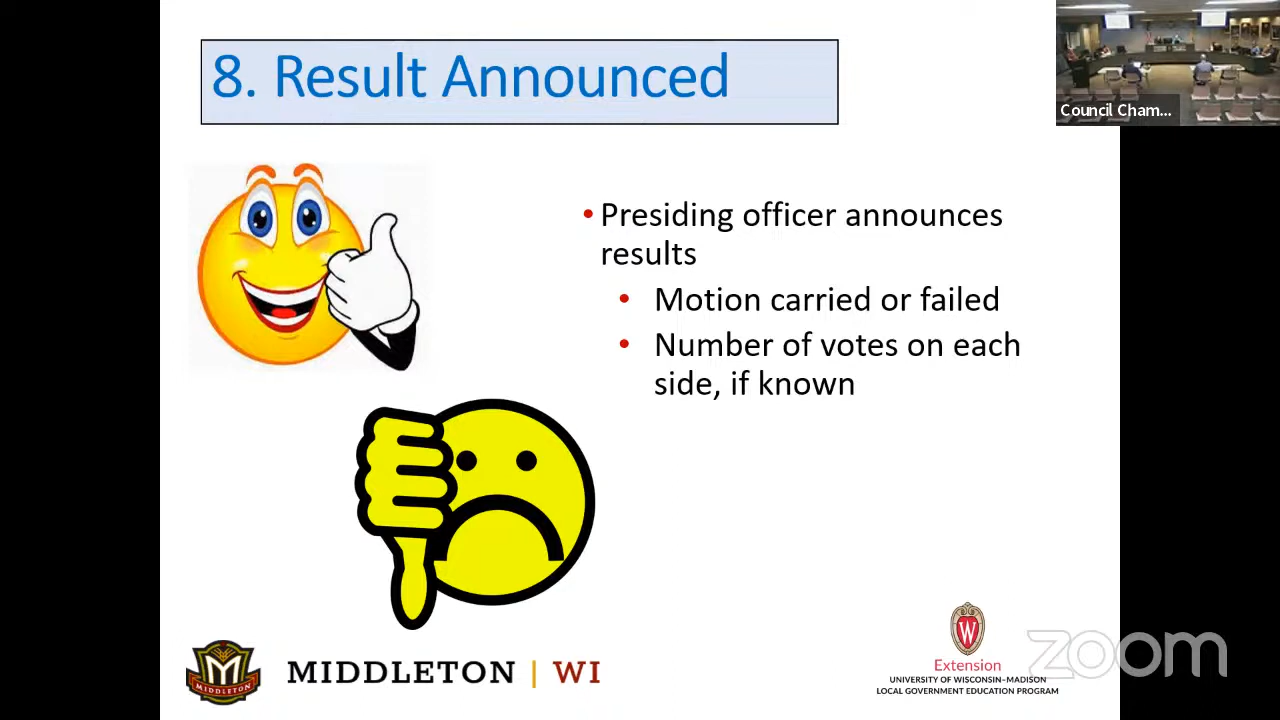 8. Result Announced
Council Cham...
• Presiding officer announces
results
• Motion carried or failed
• Number of votes on each
side, if known
M
MIDDLETON
MIDDLETON | WI
W
Extension
UNIVERSITY OF WISCONSIN–MADISON
LOCAL GOVERNMENT EDUCATION PROGRAM
zoom